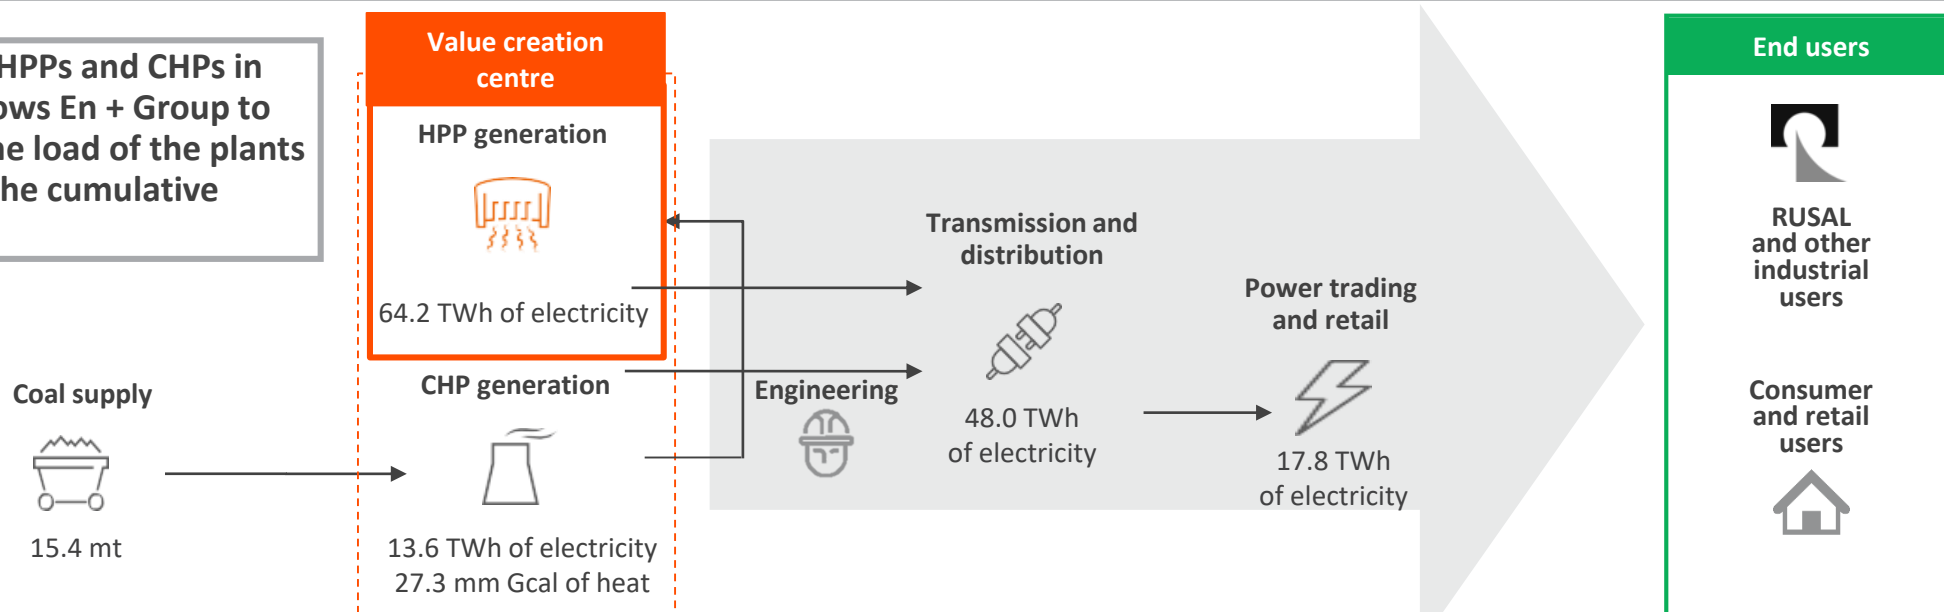 HPPs and CHPs in
ows En + Group to
e load of the plants
he cumulative
Coal supply
15.4 mt
Value creation
centre
HPP generation
64.2 TWh of electricity
CHP generation
13.6 TWh of electricity
27.3 mm Gcal of heat
Engineering
Transmission and
distribution
48.0 TWh
of electricity
Power trading
and retail
17.8 TWh
of electricity
End users
RUSAL
and other
industrial
users
Consumer
and retail
users